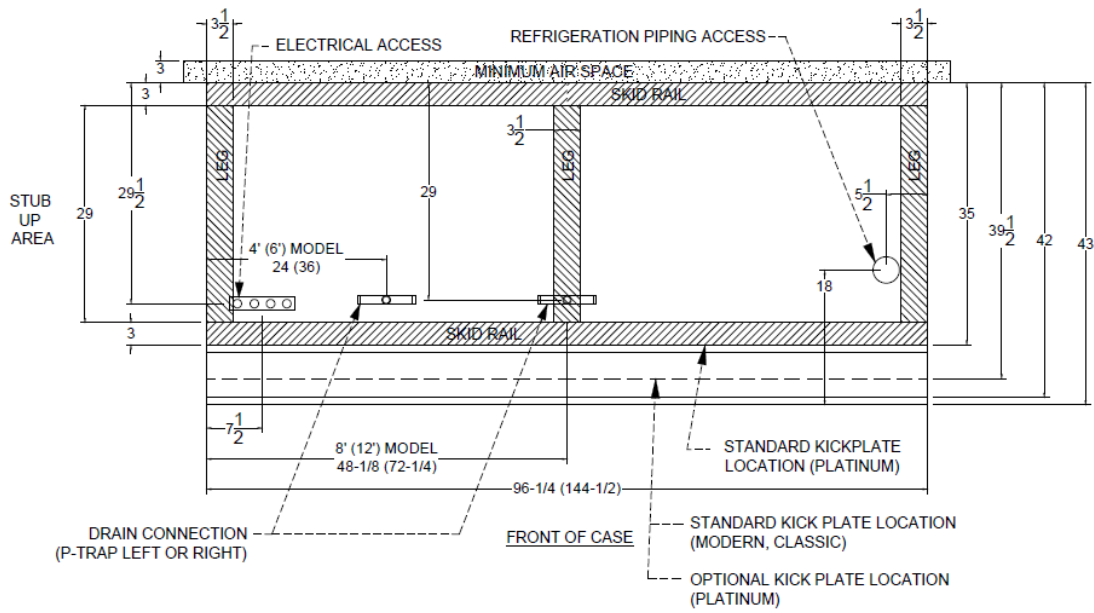 3 1/2
3 1/2
ELECTRICAL ACCESS
REFRIGERATION PIPING ACCESS
3
MINIMUM AIR SPACE
3
SKID RAIL
3 1/2
LEG
LEG
LEG
STUB
UP
AREA
29
29 1/2
29
5 1/2
35
39 1/2
42
43
4' (6') MODEL
24 (36)
18
3
SKID RAIL
7 1/2
8' (12') MODEL
48-1/8 (72-1/4)
STANDARD KICKPLATE
LOCATION (PLATINUM)
96-1/4 (144-1/2)
DRAIN CONNECTION
(P-TRAP LEFT OR RIGHT)
FRONT OF CASE
STANDARD KICK PLATE LOCATION
(MODERN, CLASSIC)
OPTIONAL KICK PLATE LOCATION
(PLATINUM)